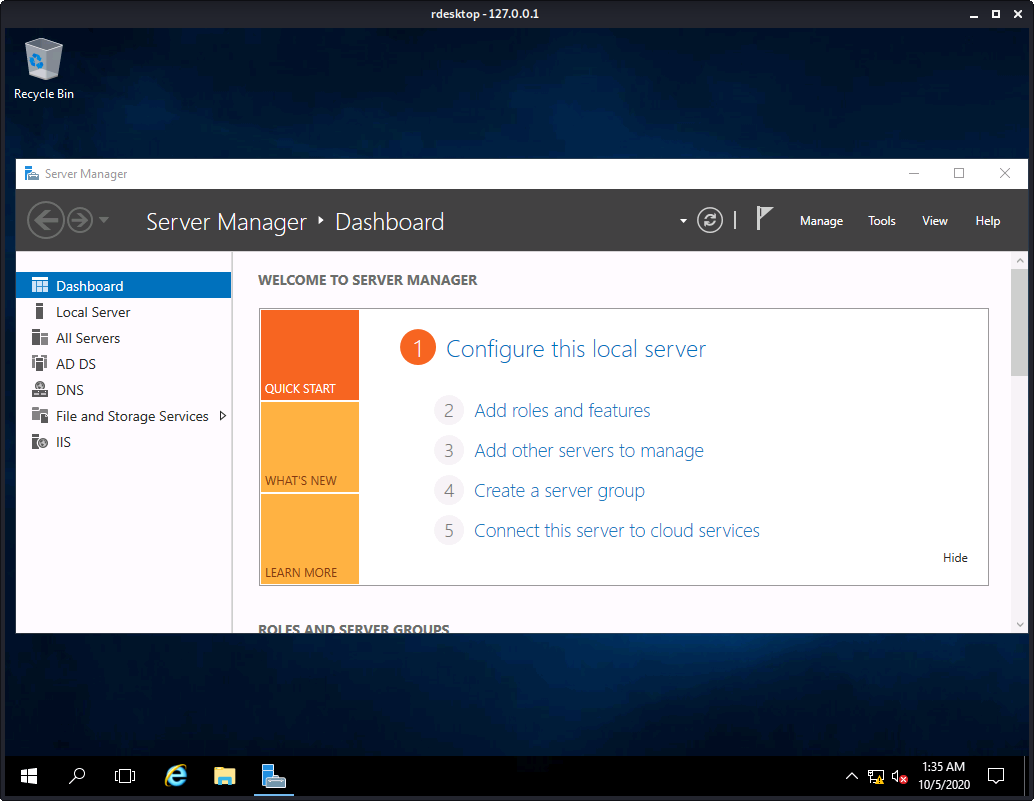 rdesktop - 127.0.0.1
Recycle Bin
Server Manager
Server Manager
Dashboard
Manage
Tools
View
Help
Dashboard
Local Server
All Servers
AD DS
DNS
File and Storage Services
IIS
WELCOME TO SERVER MANAGER
QUICK START
WHAT'S NEW
LEARN MORE
1 Configure this local server
2 Add roles and features
3 Add other servers to manage
4 Create a server group
5 Connect this server to cloud services
Hide
ROLES AND SERVER GROUPS
1:35 AM
10/5/2020